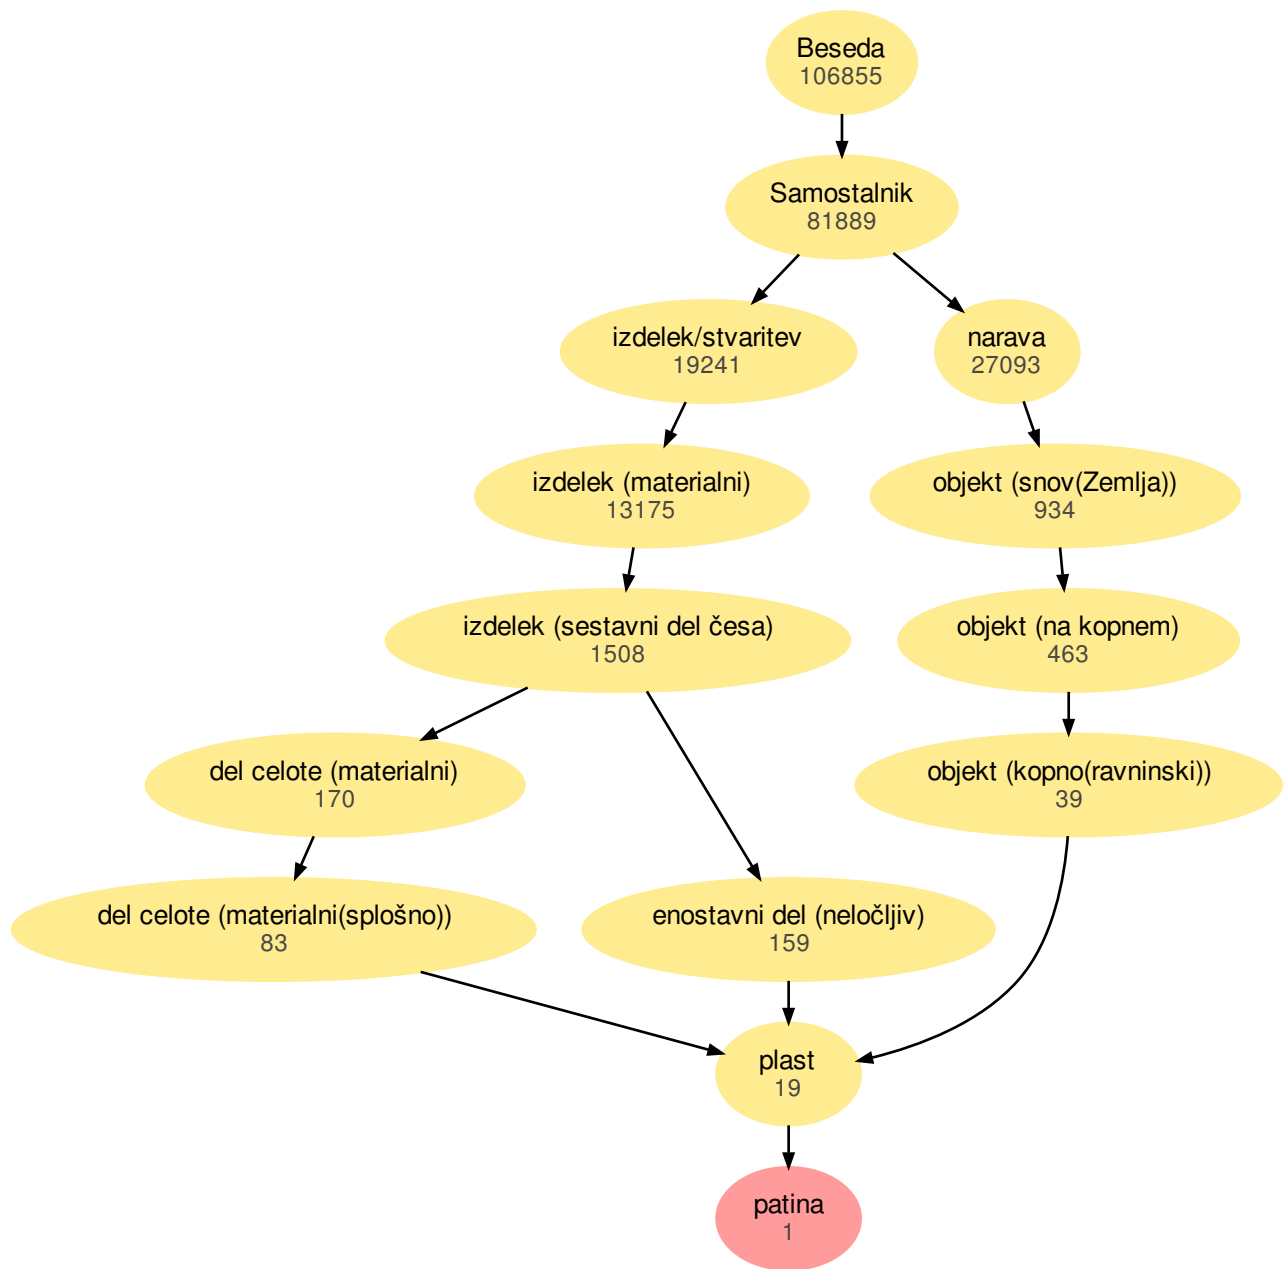 Beseda
106855
Samostalnik
81889
izdelek/stvaritev
19241
narava
27093
izdelek (materialni)
13175
objekt (snov(Zemlja))
934
izdelek (sestavni del česa)
1508
objekt (na kopnem)
463
del celote (materialni)
170
objekt (kopno(ravninski))
39
del celote (materialni(splošno))
83
enostavni del (neločljiv)
159
plast
19
patina
1